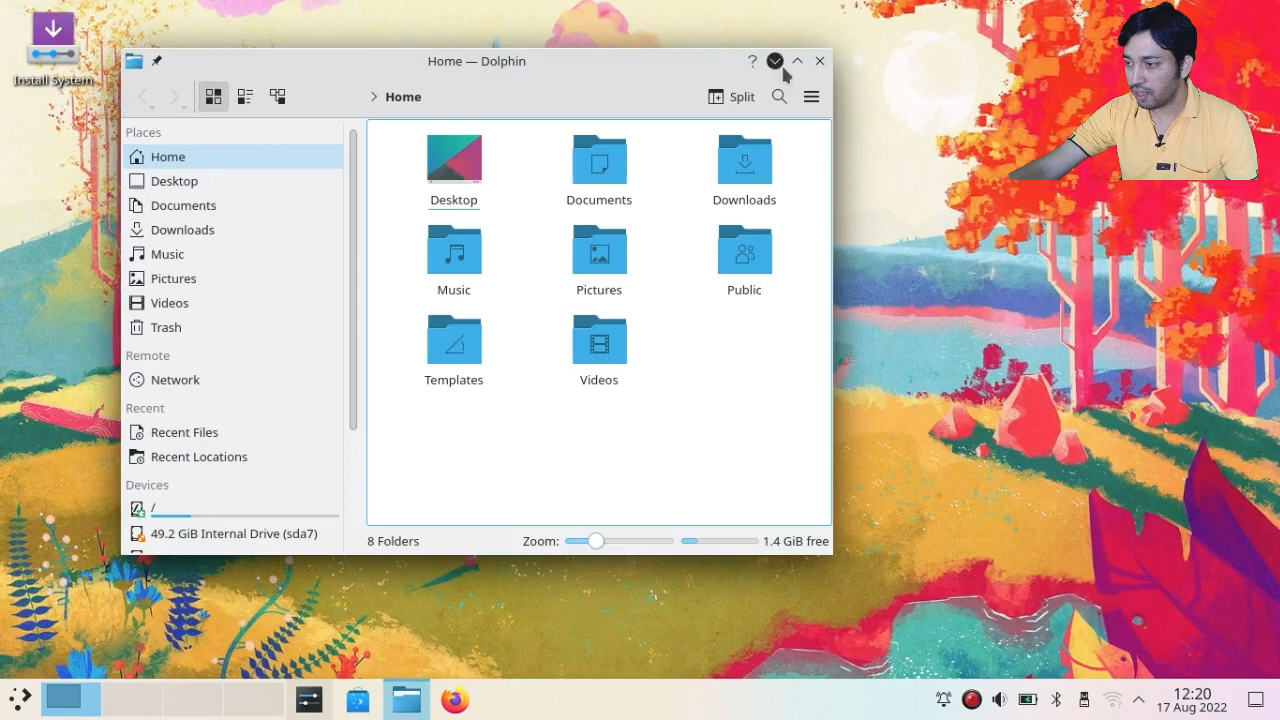 Install System
Home — Dolphin
Home
Split
Places
Home
Desktop
Documents
Downloads
Music
Pictures
Videos
Trash
Remote
Network
Recent
Recent Files
Recent Locations
Devices
/
49.2 GiB Internal Drive (sda7)
Desktop
Documents
Downloads
Music
Pictures
Public
Templates
Videos
8 Folders
Zoom:
1.4 GiB free
12:20
17 Aug 2022